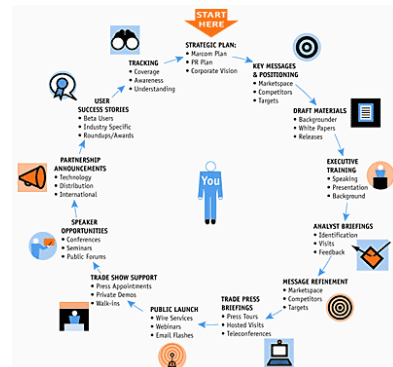 START
HERE
STRATEGIC PLAN:
• Marcom Plan
• PR Plan
• Corporate Vision
KEY MESSAGES
& POSITIONING
• Marketspace
• Competitors
• Targets
DRAFT MATERIALS
• Backgrounder
• White Papers
• Releases
EXECUTIVE
TRAINING
• Speaking
• Presentation
• Background
ANALYST BRIEFINGS
• Identification
• Visits
• Feedback
MESSAGE REFINEMENT
• Marketspace
• Competitors
• Targets
TRADE PRESS
BRIEFINGS
• Press Tours
• Hosted Visits
• Teleconferences
PUBLIC LAUNCH
• Wire Services
• Webinars
• Email Flashes
TRADE SHOW SUPPORT
• Press Appointments
• Private Demos
• Walk-ins
SPEAKER
OPPORTUNITIES
• Conferences
• Seminars
• Public Forums
PARTNERSHIP
ANNOUNCEMENTS
• Technology
• Distribution
• International
USER
SUCCESS STORIES
• Beta Users
• Industry Specific
• Roundups/Awards
TRACKING
• Coverage
• Awareness
• Understanding
You